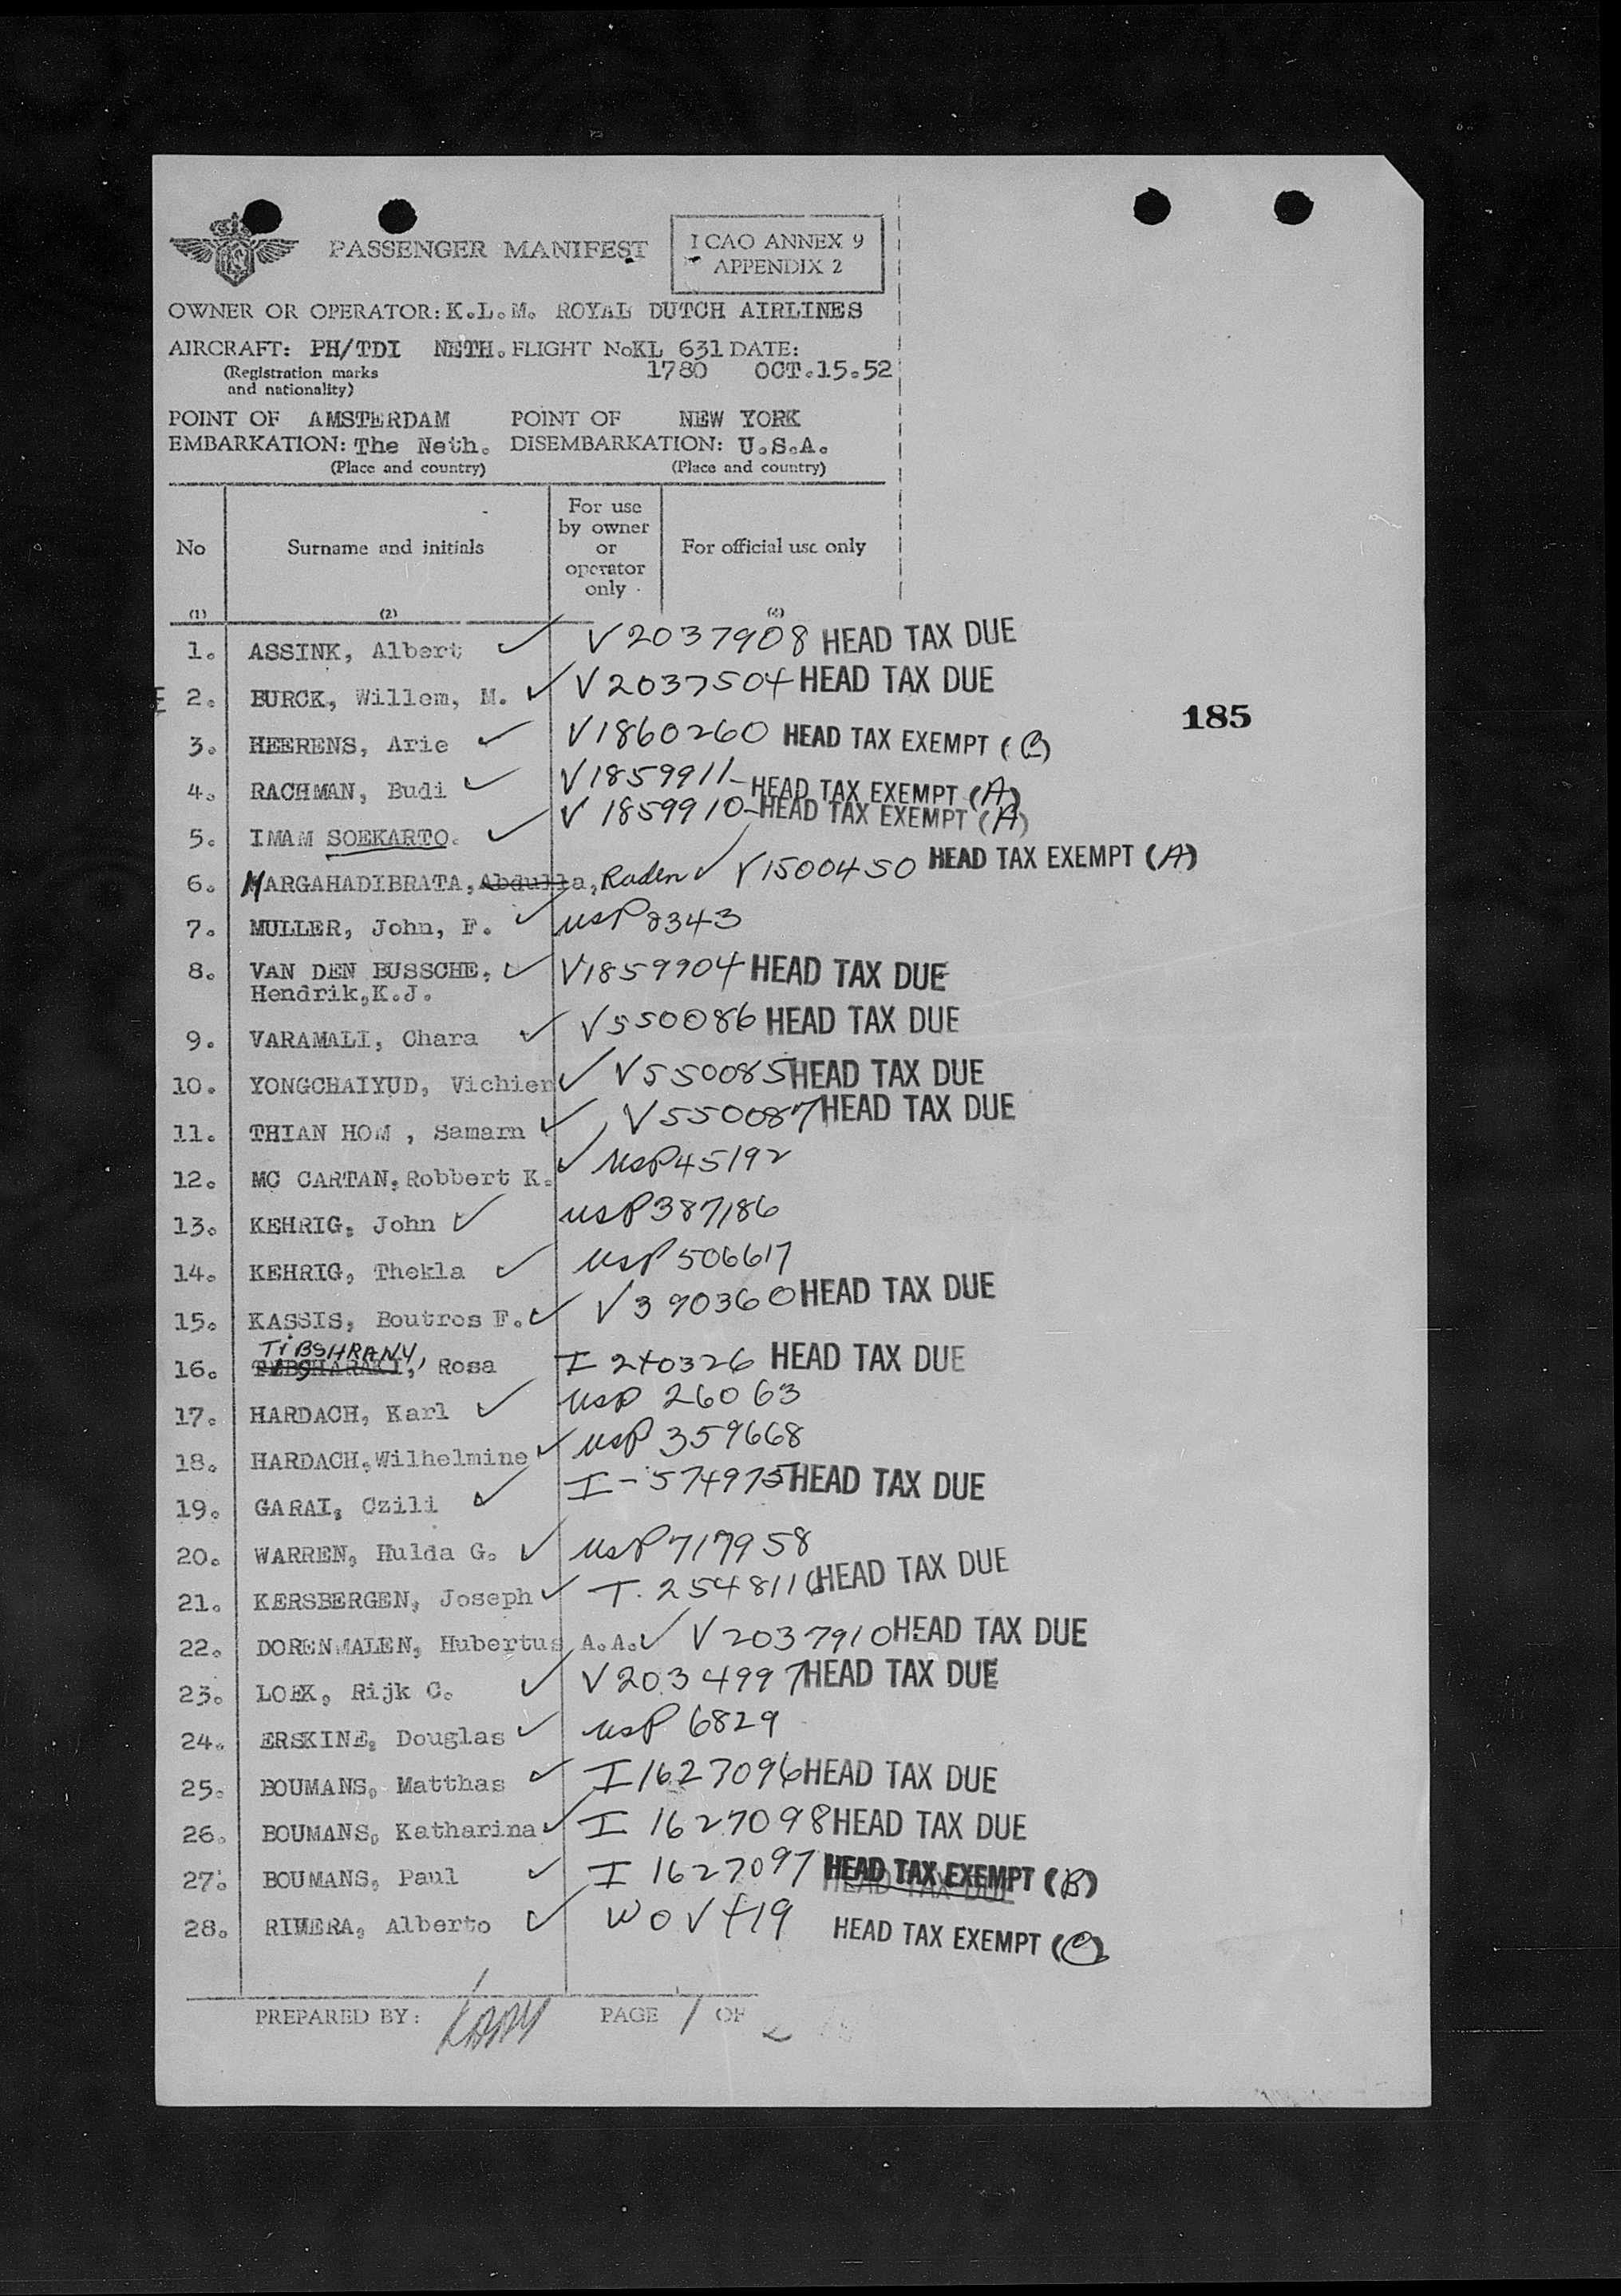 PASSENGER MANIFEST
ICAO ANNEX 9
APPENDIX 2
OWNER OR OPERATOR: K.L.M. ROYAL DUTCH AIRLINES
AIRCRAFT: PH/TDI NETH. FLIGHT No KL 631 DATE:
(Registration marks 1780 OCT.15.52
and nationality)
POINT OF AMSTERDAM POINT OF NEW YORK
EMBARKATION: The Neth. DISEMBARKATION: U.S.A.
(Place and country) (Place and country)
No Surname and initials For use by owner or operator only For official use only
(1) (2) (4)
1. ASSINK, Albert ✓ V2037908 HEAD TAX DUE
E 2. BURCK, Willem, M. ✓ V2037504 HEAD TAX DUE
185
3. HEERENS, Arie ✓ V1860260 HEAD TAX EXEMPT (C)
4. RACHMAN, Budi ✓ V1859911- HEAD TAX EXEMPT (A)
5. IMAM SOEKARTO. ✓ V 1859910- HEAD TAX EXEMPT (A)
6. MARGAHADIBRATA, Abdulla, Raden ✓ V1500450 HEAD TAX EXEMPT (A)
7. MULLER, John, F. ✓ USP 8343
8. VAN DEN BUSSCHE, ✓ V1859904 HEAD TAX DUE
Hendrik,K.J.
9. VARAMALI, Chara ✓ V550086 HEAD TAX DUE
10. YONGCHAIYUD, Vichien ✓ V550085 HEAD TAX DUE
11. THIAN HOM , Samarn ✓ V550087 HEAD TAX DUE
12. MC CARTAN, Robbert K. ✓ USP45192
13. KEHRIG, John ✓ USP387186
14. KEHRIG, Thekla ✓ USP 506617
15. KASSIS, Boutros F. ✓ V390360 HEAD TAX DUE
TiBSHRANY,
16. Rosa I 240326 HEAD TAX DUE
17. HARDACH, Karl ✓ USP 26063
18. HARDACH, Wilhelmine ✓ USP 359668
19. GARAI, Czili ✓ I-574975 HEAD TAX DUE
20. WARREN, Hulda G. ✓ USP717958
21. KERSBERGEN, Joseph ✓ T. 2548116 HEAD TAX DUE
22. DORENMALEN, Hubertus A.A. ✓ V2037910 HEAD TAX DUE
23. LOEK, Rijk C. ✓ V2034997 HEAD TAX DUE
24. ERSKINE, Douglas ✓ USP 6829
25. BOUMANS, Matthas ✓ I1627096 HEAD TAX DUE
26. BOUMANS, Katharina ✓ I 1627098 HEAD TAX DUE
27. BOUMANS, Paul ✓ I 1627097 HEAD TAX EXEMPT (B)
HEAD TAX DUE
28. RIVERA, Alberto ✓ WOV f19 HEAD TAX EXEMPT (C)
PREPARED BY: PAGE 1 OF 2